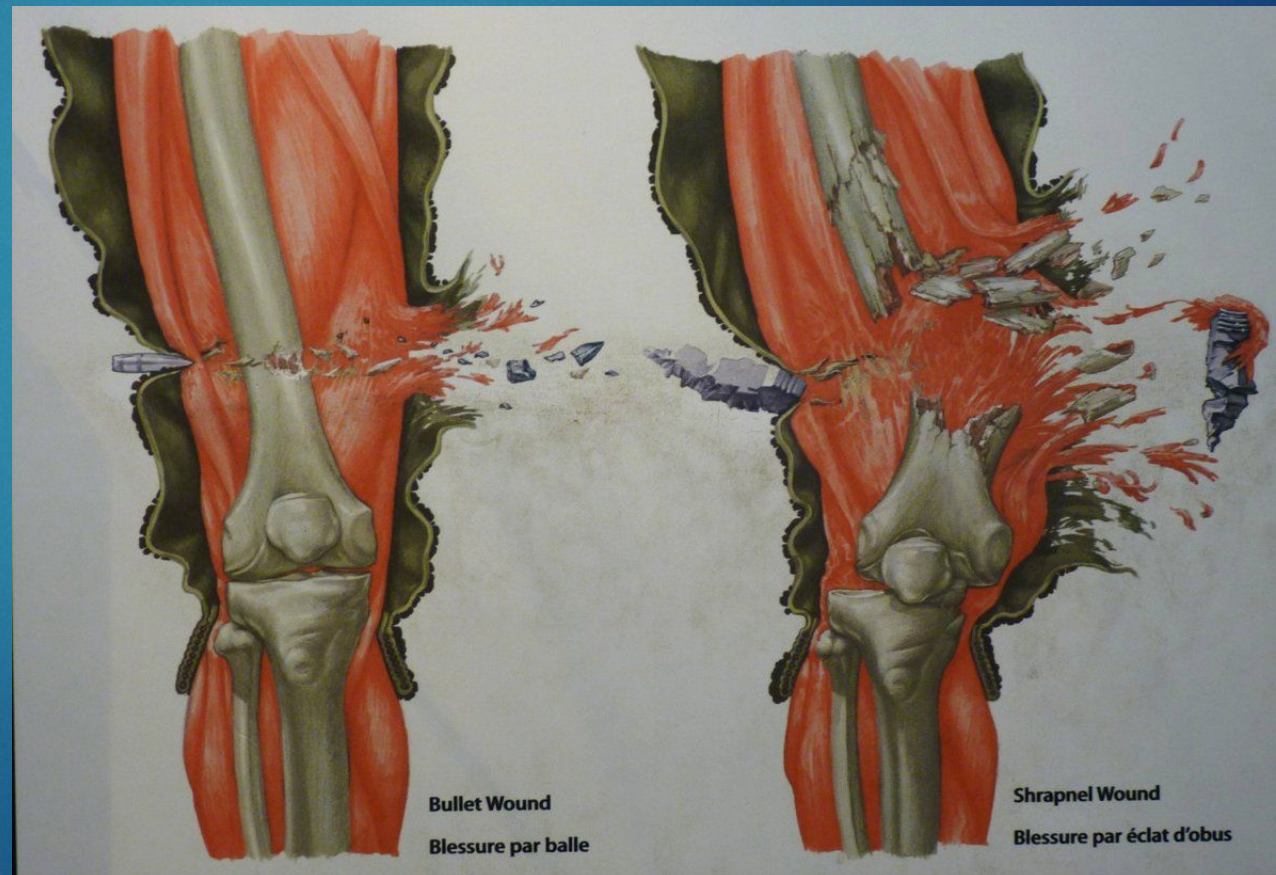 Bullet Wound
Blessure par balle
Shrapnel Wound
Blessure par éclat d'obus